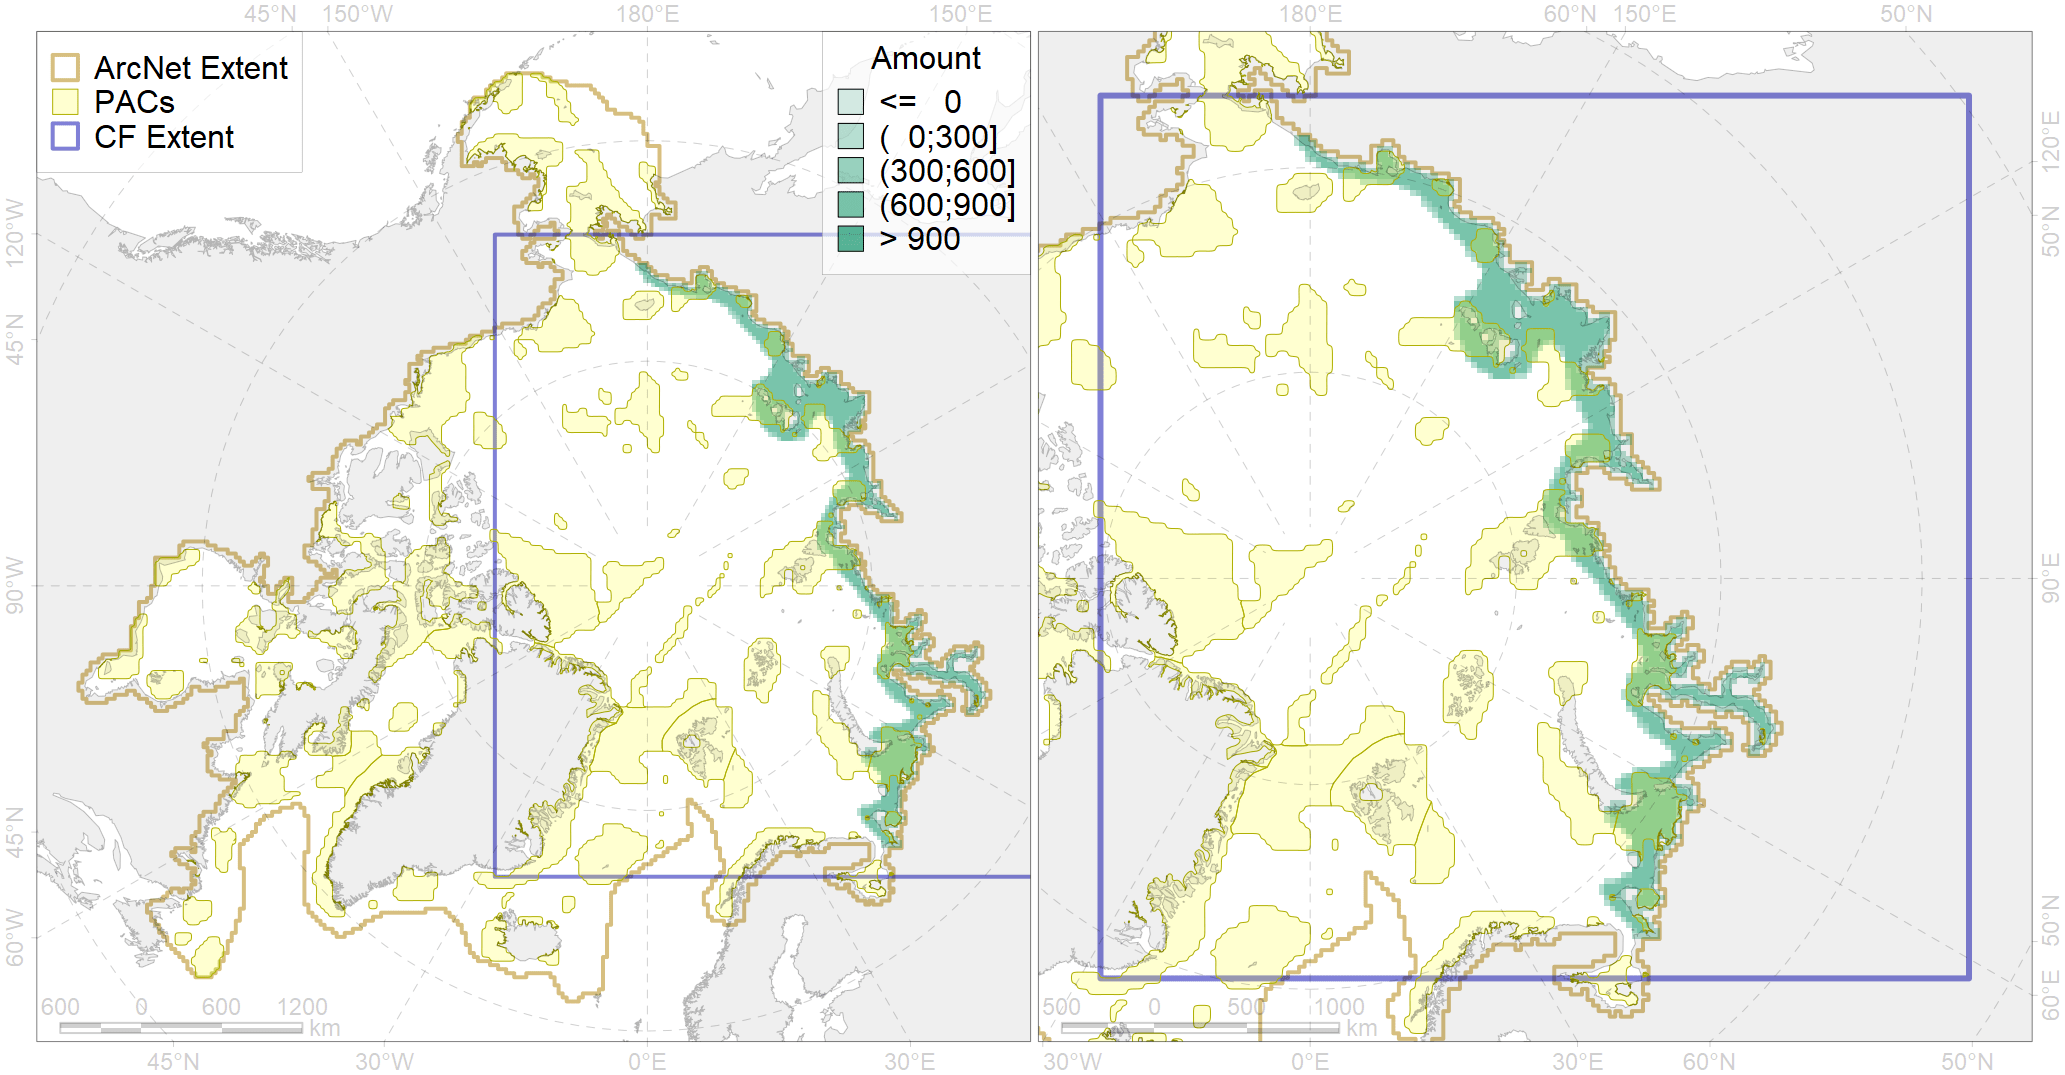 45°N 150°W 180°E 150°E 180°E 60°N 150°E 50°N
ArcNet Extent
PACs
CF Extent
Amount
<= 0
( 0;300]
(300;600]
(600;900]
> 900
120°W
45°N
90°W
45°N
60°W
120°E
50°N
90°E
50°N
60°E
600 0 600 1200
km
500 0 500 1000
km
45°N 30°W 0°E 30°E 30°W 0°E 30°E 60°N 50°N